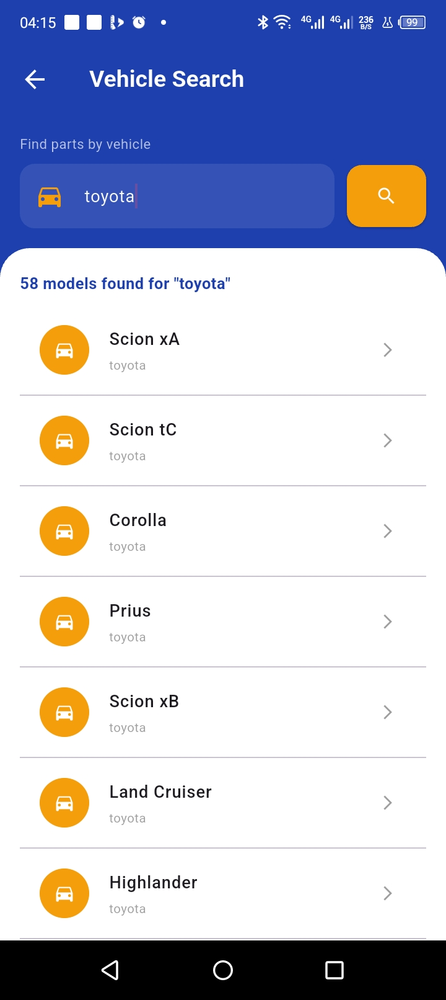 04:15
4G 4G 236 B/S 99
Vehicle Search
Find parts by vehicle
toyota
58 models found for "toyota"
Scion xA
toyota
Scion tC
toyota
Corolla
toyota
Prius
toyota
Scion xB
toyota
Land Cruiser
toyota
Highlander
toyota